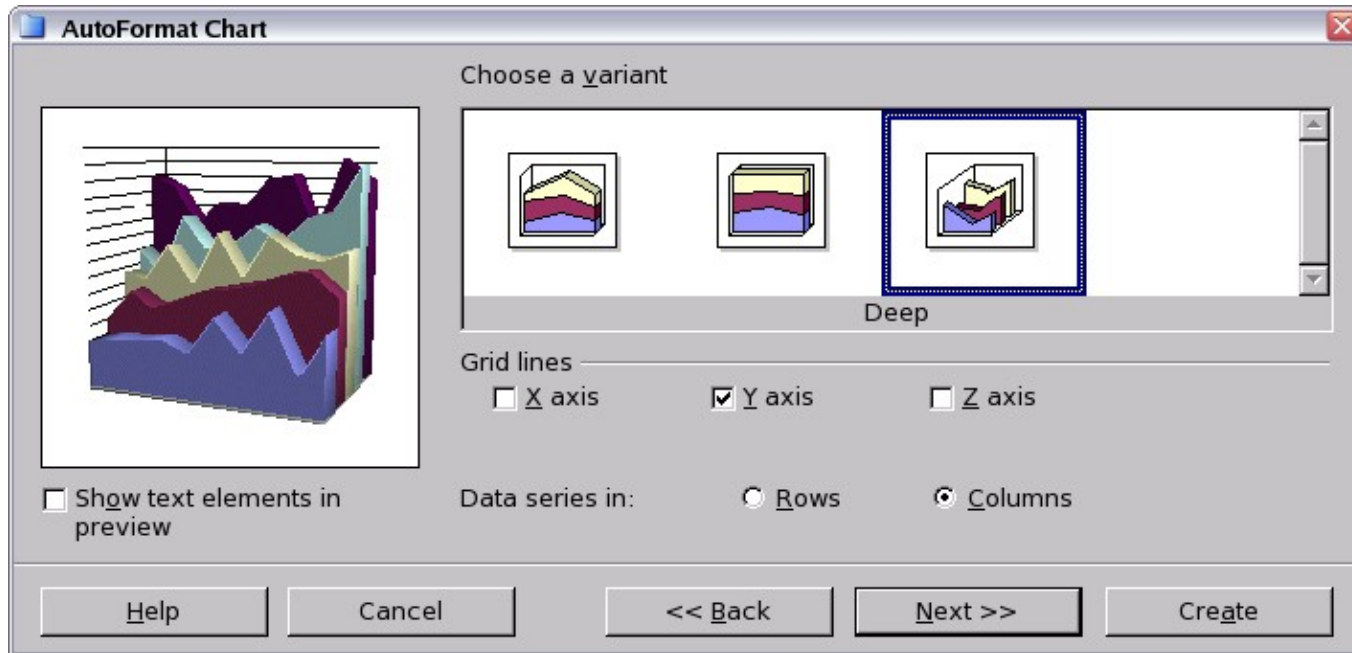 AutoFormat Chart
Choose a variant
Deep
Grid lines
X axis
Y axis
Z axis
Show text elements in
preview
Data series in:
Rows
Columns
Help
Cancel
<< Back
Next >>
Create